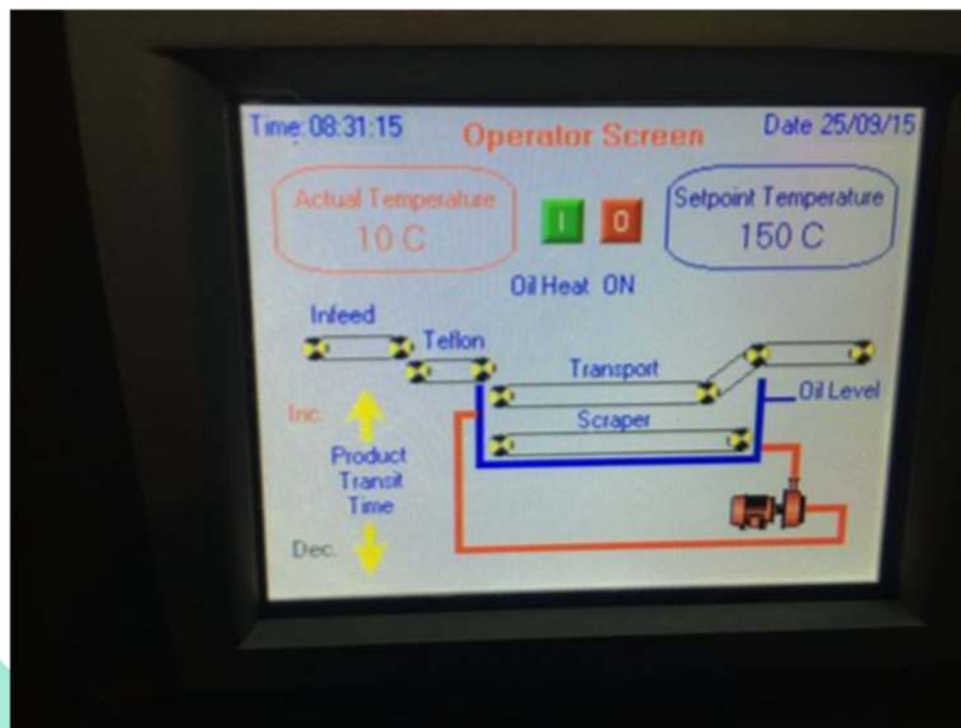 Time: 08:31:15
Operator Screen
Date 25/09/15
Actual Temperature
10 C
I
0
Setpoint Temperature
150 C
Oil Heat ON
Infeed
Teflon
Transport
Oil Level
Scraper
Inc.
Product
Transit
Time
Dec.